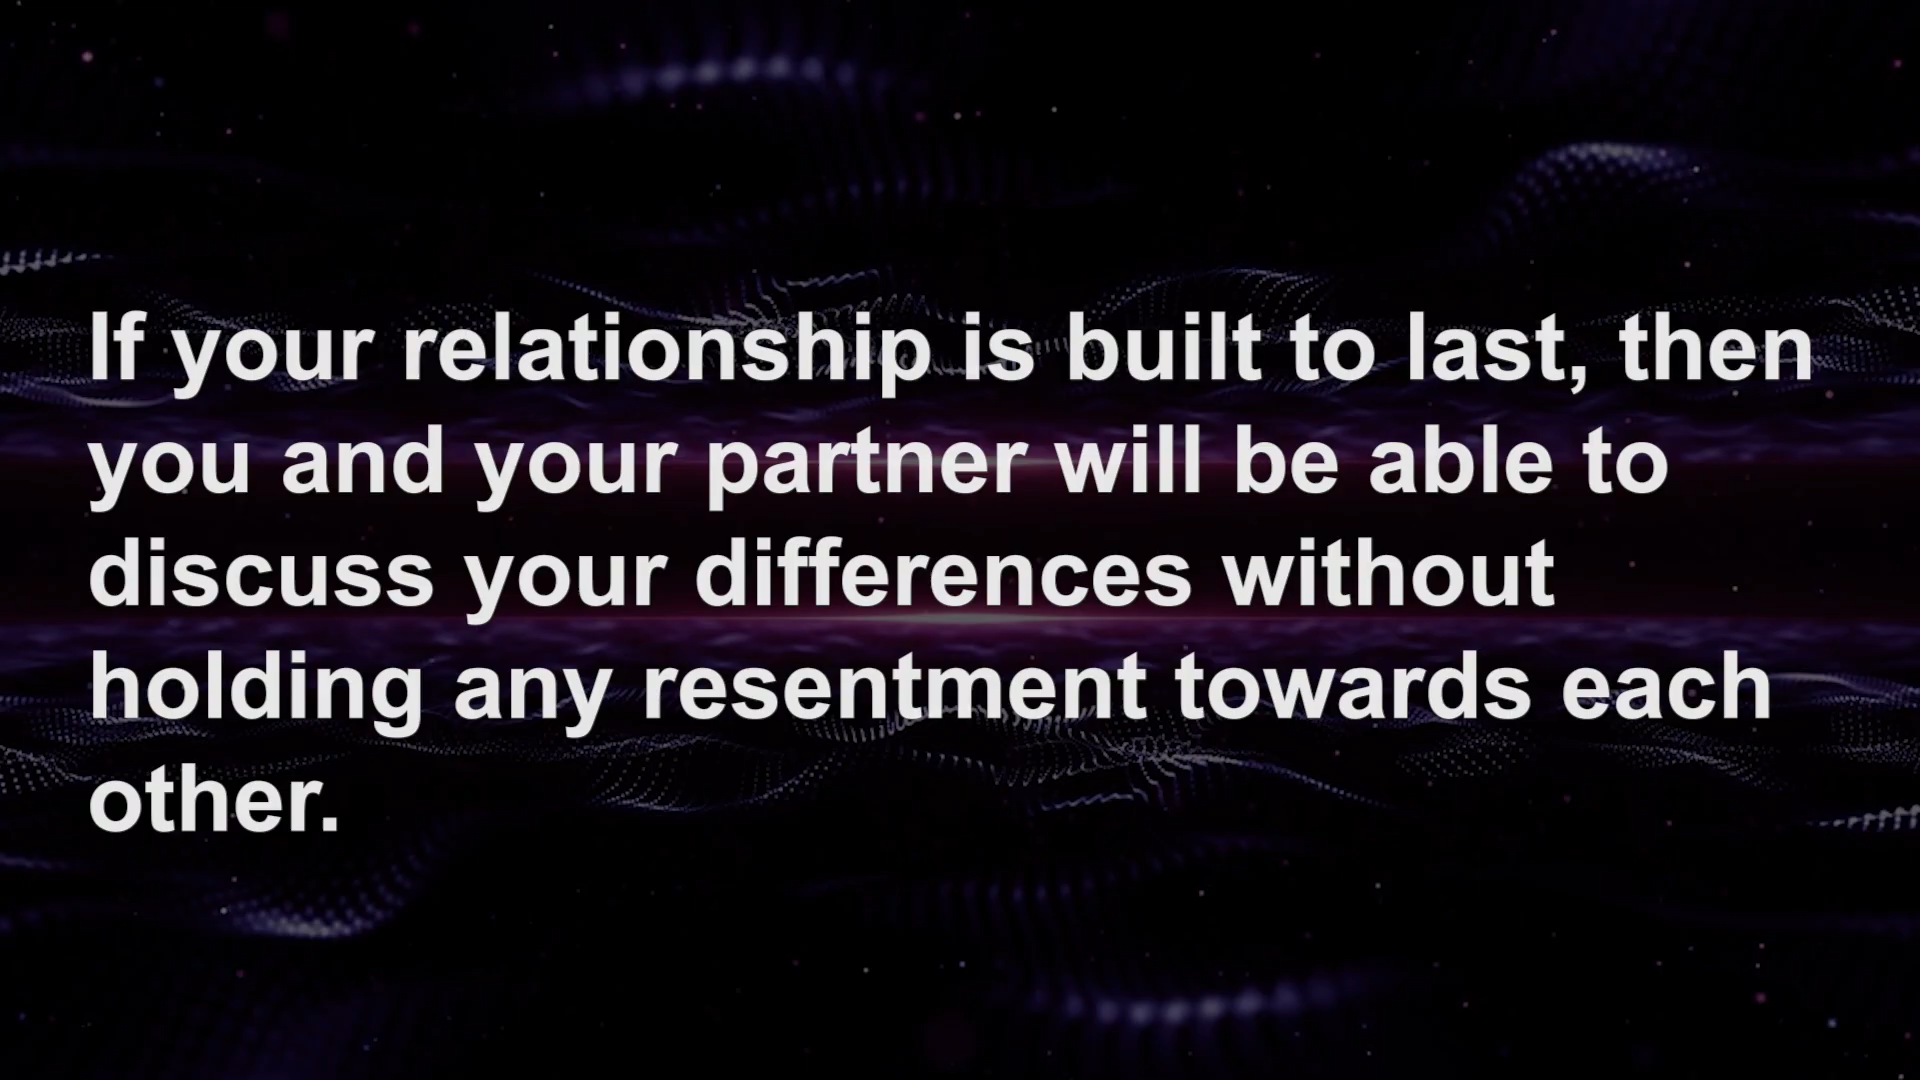 If your relationship is built to last, then
you and your partner will be able to
discuss your differences without
holding any resentment towards each
other.